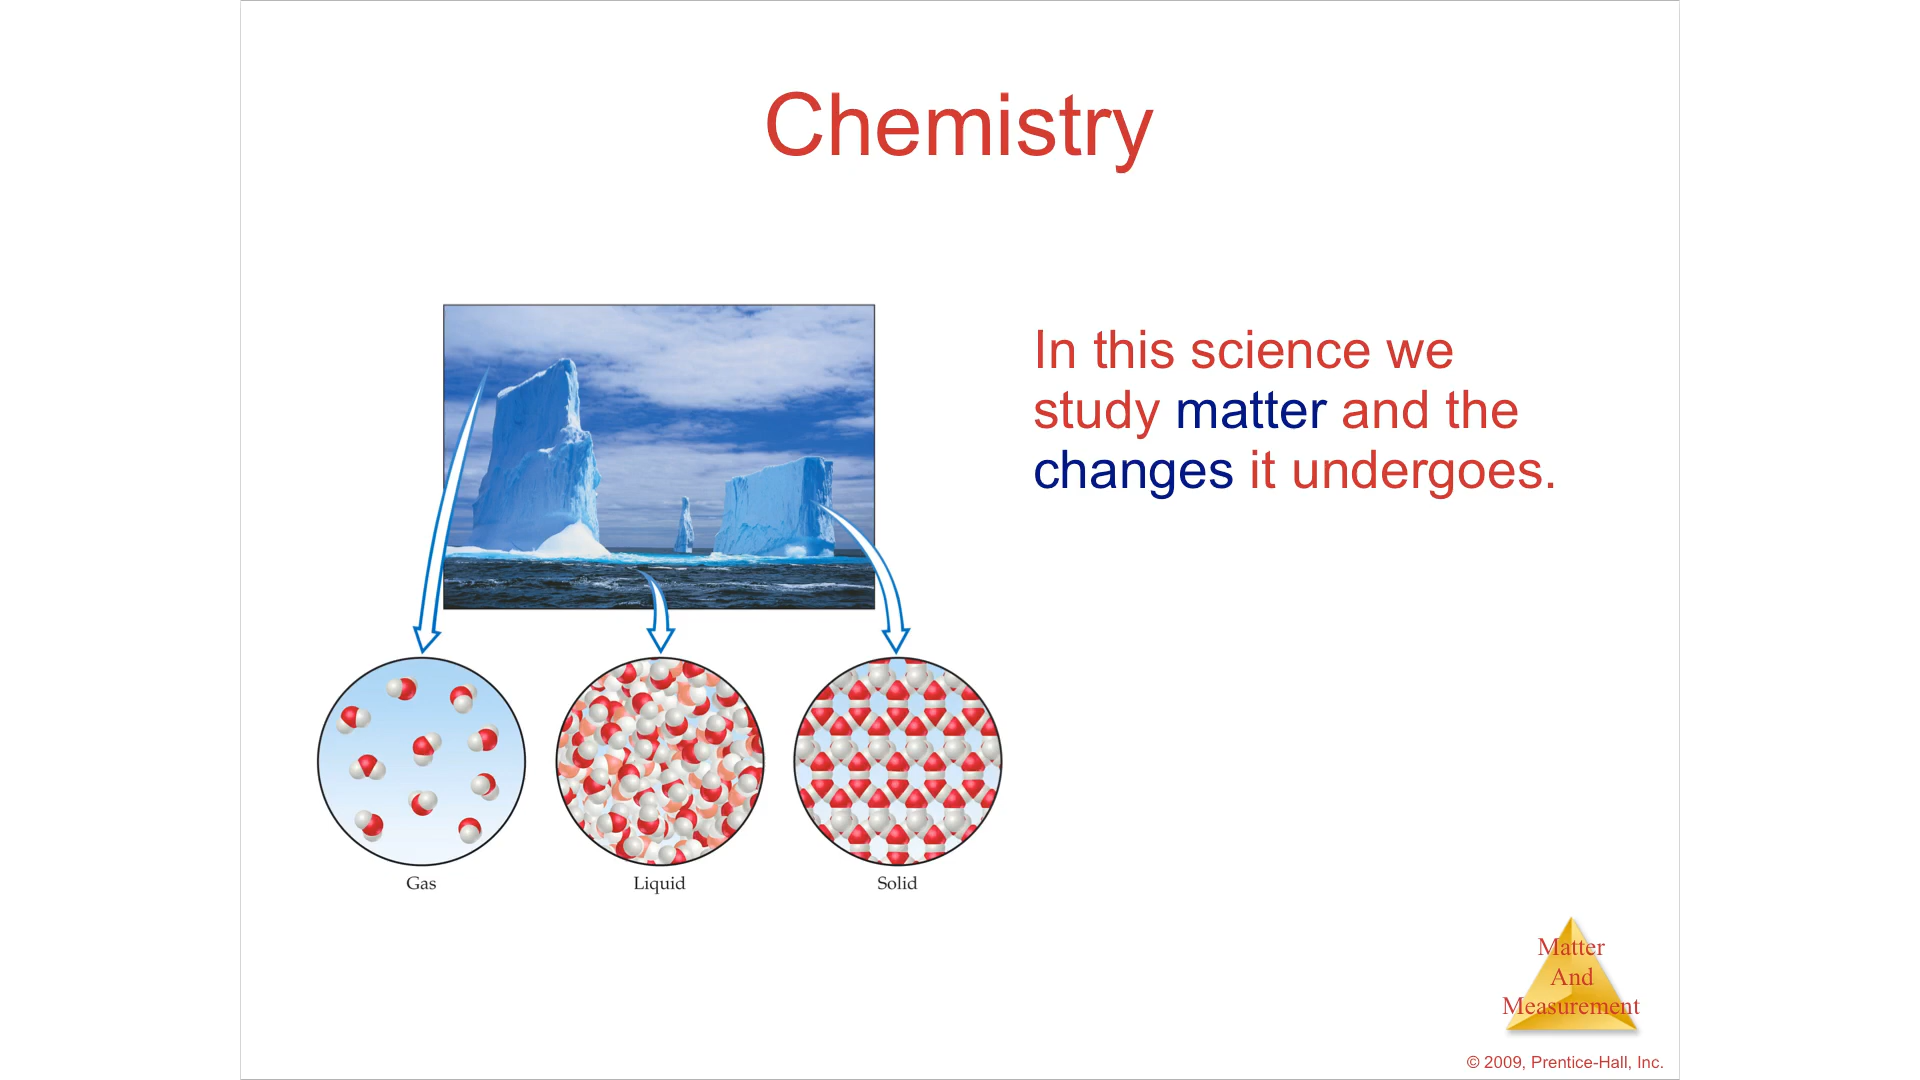 Chemistry
In this science we
study matter and the
changes it undergoes.
Gas
Liquid
Solid
Matter
And
Measurement
© 2009, Prentice-Hall, Inc.